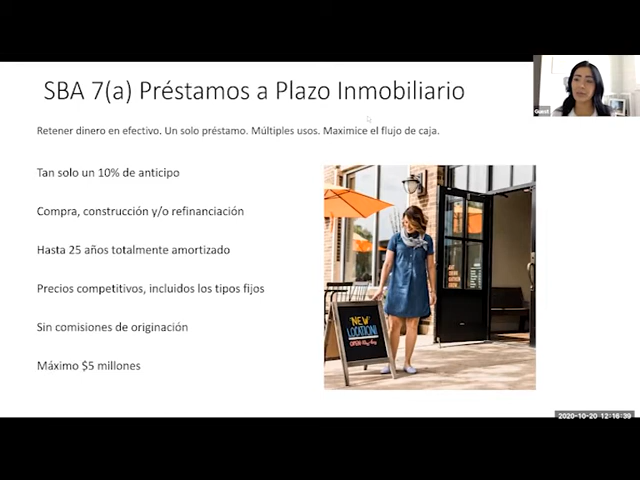 SBA 7(a) Préstamos a Plazo Inmobiliario
Guest
Retener dinero en efectivo. Un solo préstamo. Múltiples usos. Maximice el flujo de caja.
Tan solo un 10% de anticipo
Compra, construcción y/o refinanciación
Hasta 25 años totalmente amortizado
Precios competitivos, incluidos los tipos fijos
Sin comisiones de originación
Máximo $5 millones
"NEW"
LOCATION!
2020-10-20 12:16:39